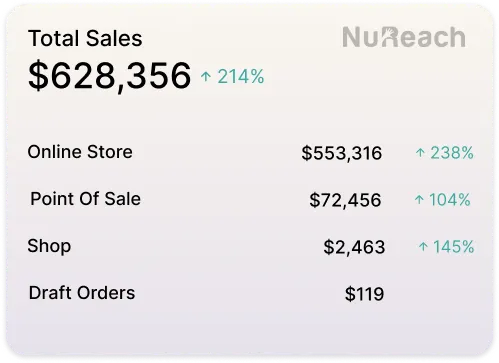 Total Sales NuReach
$628,356 ↑ 214%
Online Store $553,316 ↑ 238%
Point Of Sale $72,456 ↑ 104%
Shop $2,463 ↑ 145%
Draft Orders $119